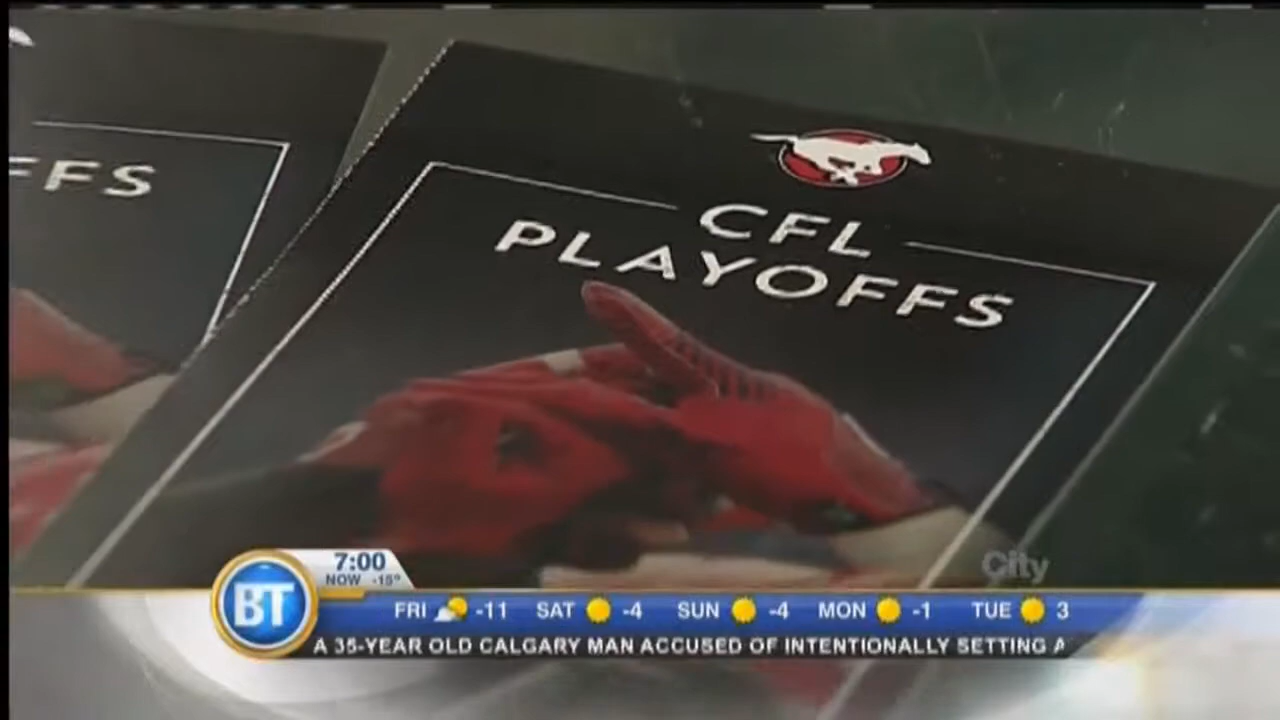 FFS
CFL
PLAYOFFS
City
7:00
NOW -15°
BT
FRI -11 SAT -4 SUN -4 MON -1 TUE 3
A 35-YEAR OLD CALGARY MAN ACCUSED OF INTENTIONALLY SETTING A